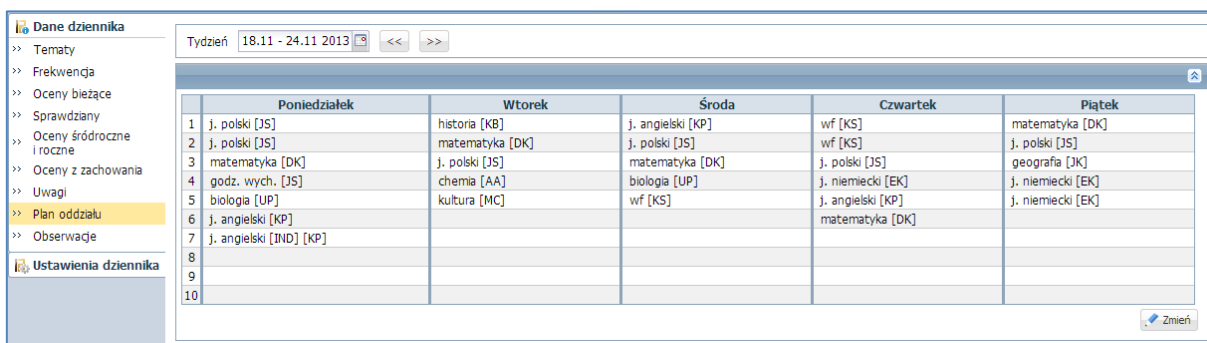 Dane dziennika
Tematy
Frekwencja
Oceny bieżące
Sprawdziany
Oceny śródroczne
i roczne
Oceny z zachowania
Uwagi
Plan oddziału
Obserwacje
Ustawienia dziennika
Tydzień 18.11 - 24.11 2013 << >>
Poniedziałek Wtorek Środa Czwartek Piątek
1 j. polski [JS] historia [KB] j. angielski [KP] wf [KS] matematyka [DK]
2 j. polski [JS] matematyka [DK] j. polski [JS] wf [KS] j. polski [JS]
3 matematyka [DK] j. polski [JS] matematyka [DK] j. polski [JS] geografia [JK]
4 godz. wych. [JS] chemia [AA] biologia [UP] j. niemiecki [EK] j. niemiecki [EK]
5 biologia [UP] kultura [MC] wf [KS] j. angielski [KP] j. niemiecki [EK]
6 j. angielski [KP] matematyka [DK]
7 j. angielski [IND] [KP]
8
9
10
Zmień